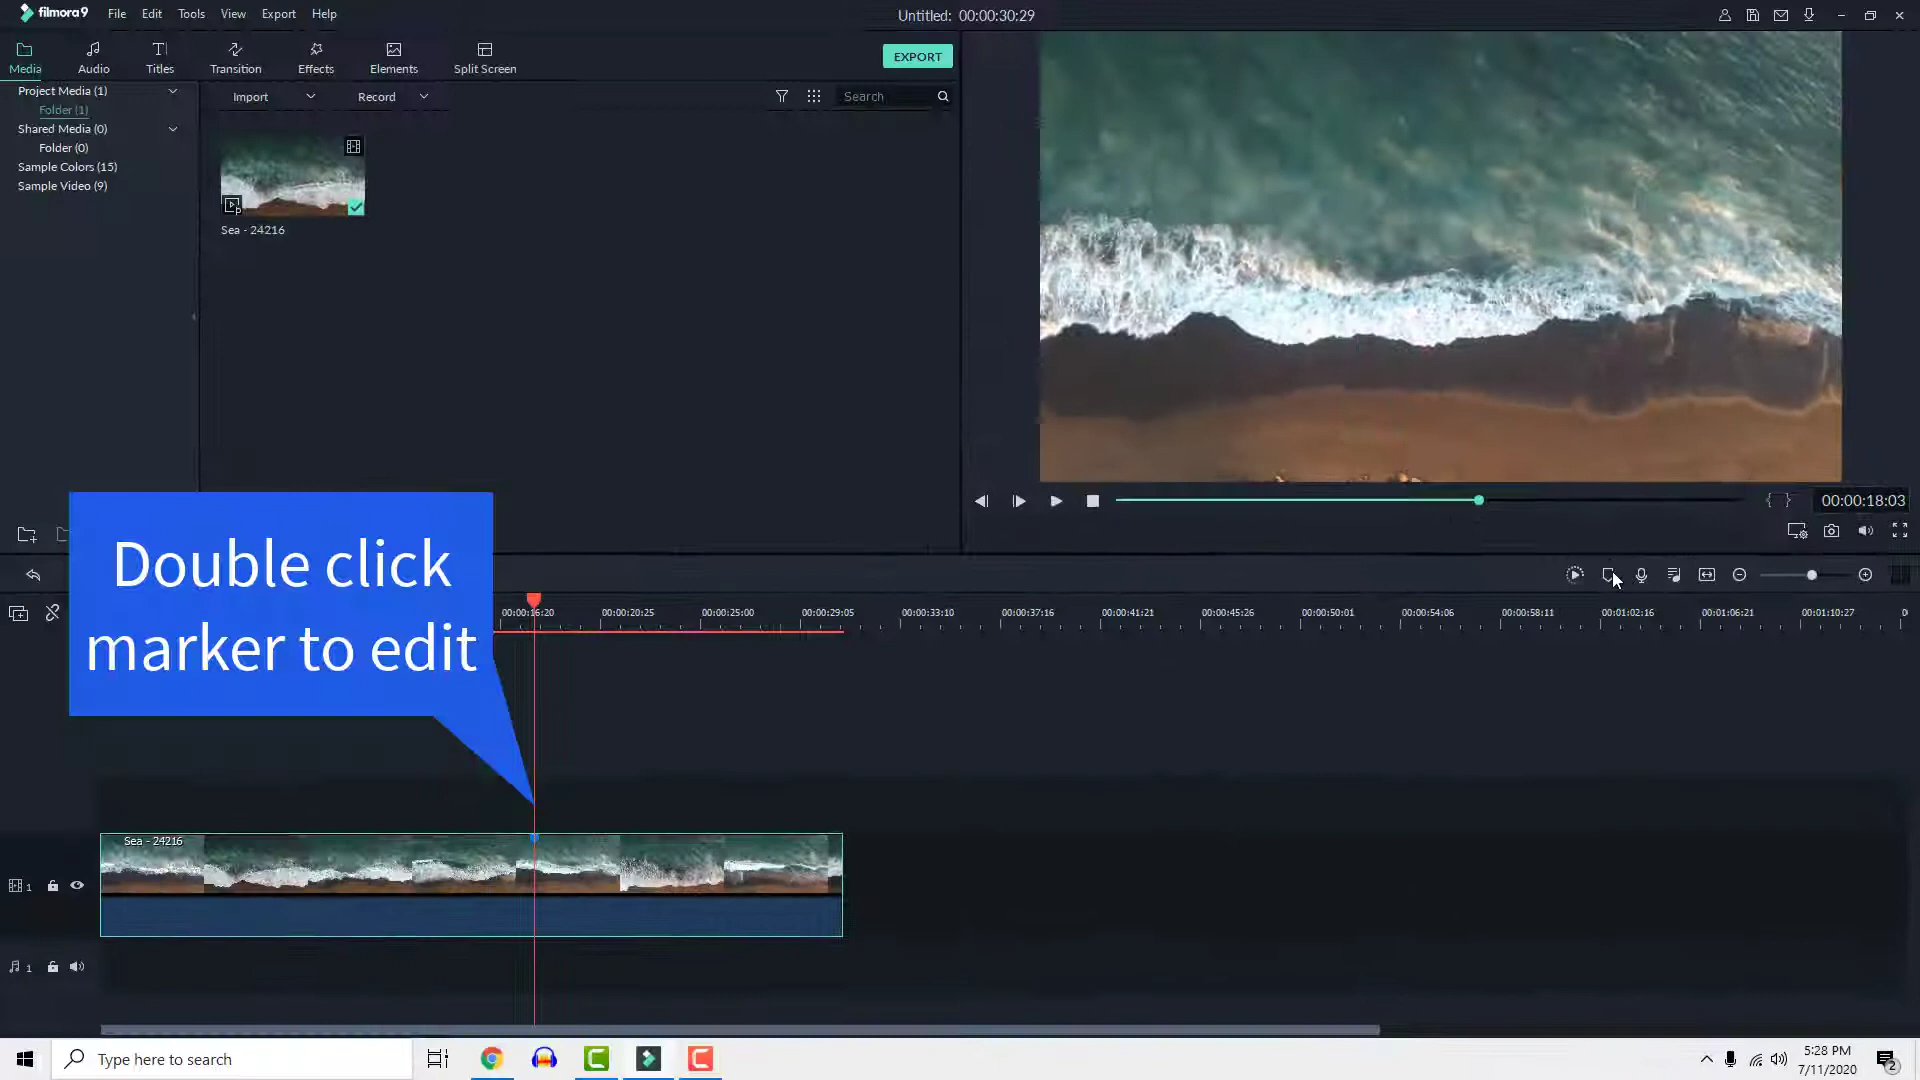 filmora9 File Edit Tools View Export Help
Untitled: 00:00:30:29
Media Audio Titles Transition Effects Elements Split Screen
EXPORT
Project Media (1)
Folder (1)
Shared Media (0)
Folder (0)
Sample Colors (15)
Sample Video (9)
Import Record Search
Sea - 24216
00:00:18:03
Double click
marker to edit
00:00:16:20 00:00:20:25 00:00:25:00 00:00:29:05 00:00:33:10 00:00:37:16 00:00:41:21 00:00:45:26 00:00:50:01 00:00:54:06 00:00:58:11 00:01:02:16 00:01:06:21 00:01:10:27
Sea - 24216
1
1
Type here to search
5:28 PM
7/11/2020
2